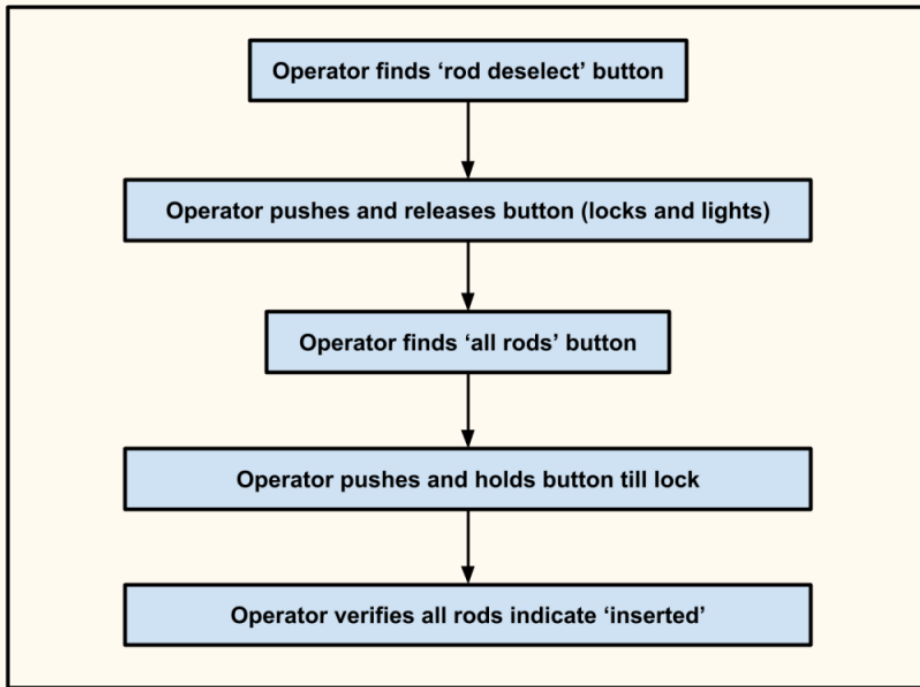 Operator finds ‘rod deselect’ button
Operator pushes and releases button (locks and lights)
Operator finds ‘all rods’ button
Operator pushes and holds button till lock
Operator verifies all rods indicate ‘inserted’